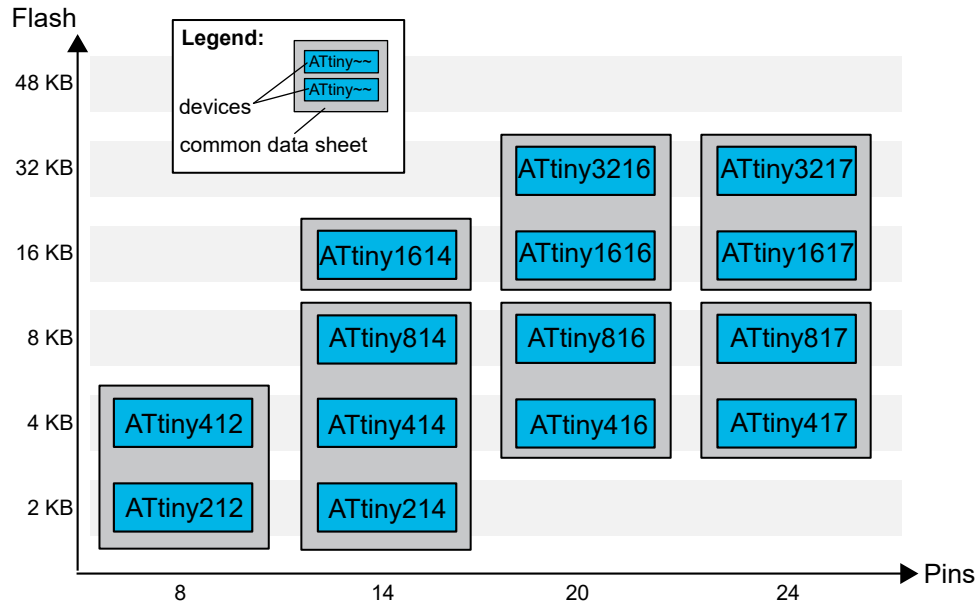 Flash
Legend:
ATtiny~~
ATtiny~~
devices
common data sheet
48 KB
32 KB
ATtiny3216
ATtiny3217
16 KB
ATtiny1614
ATtiny1616
ATtiny1617
8 KB
ATtiny814
ATtiny816
ATtiny817
4 KB
ATtiny412
ATtiny414
ATtiny416
ATtiny417
2 KB
ATtiny212
ATtiny214
8
14
20
24
Pins